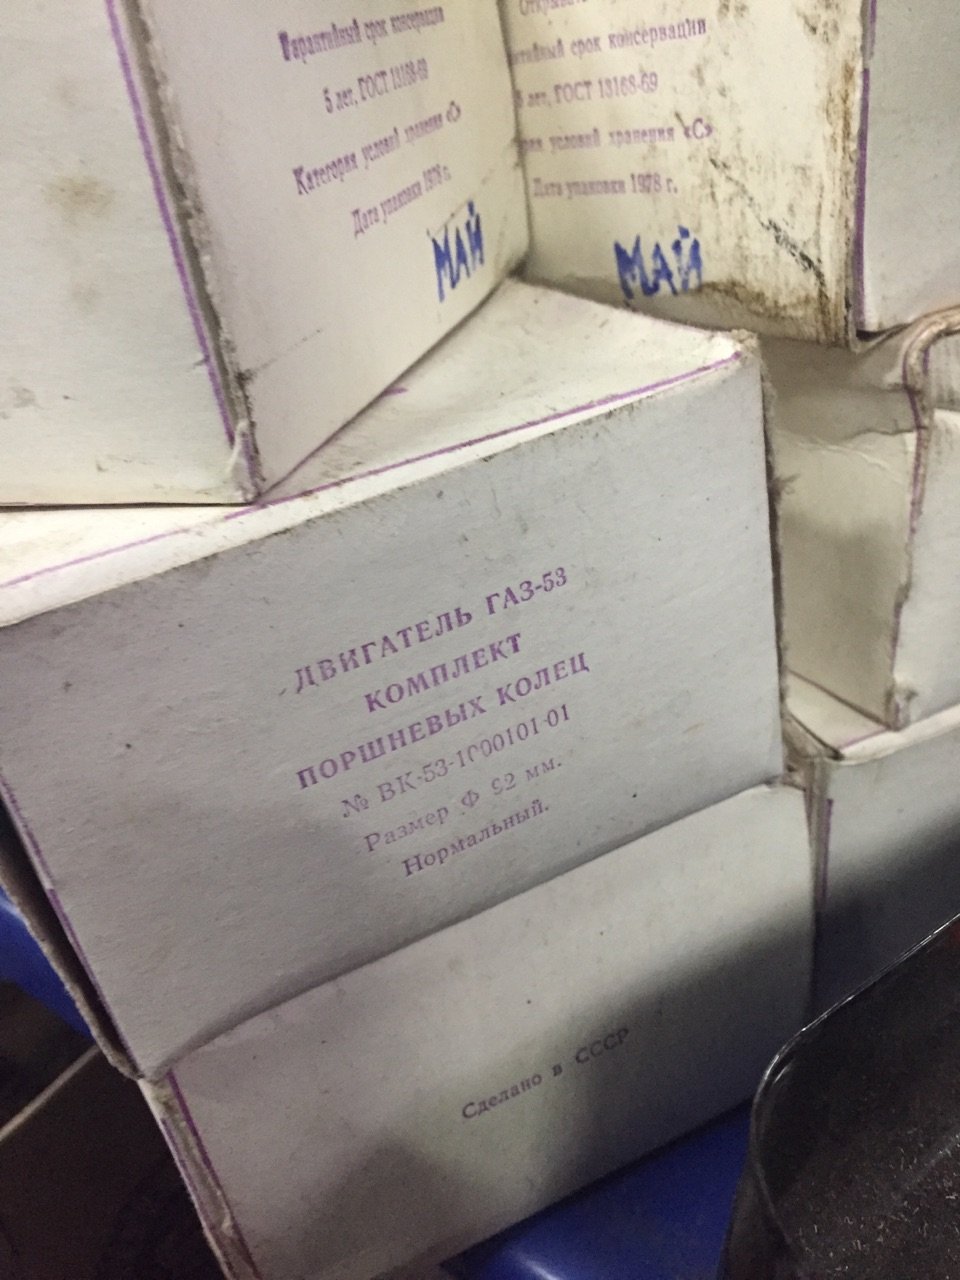 Гарантийный срок консервации
5 лет, ГОСТ 13168-69
Категория условий хранения «С»
Дата упаковки 1978 г.
МАЙ
срок консервации
5 лет, ГОСТ 13168-69
условий хранения «С»
Дата упаковки 1978 г.
МАЙ
ДВИГАТЕЛЬ ГАЗ-53
КОМПЛЕКТ
ПОРШНЕВЫХ КОЛЕЦ
№ ВК-53-1000101-01
Размер Ф 92 мм.
Нормальный.
Сделано в СССР